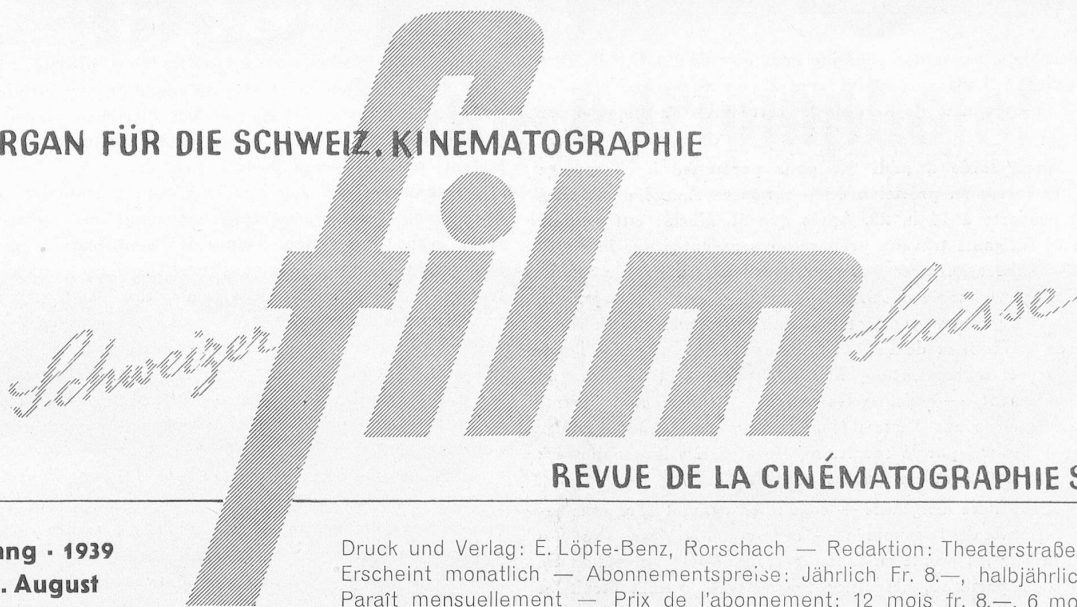 RGAN FÜR DIE SCHWEIZ. KINEMATOGRAPHIE
Schweizer film Suisse
REVUE DE LA CINÉMATOGRAPHIE S
ang · 1939
. August
Druck und Verlag: E. Löpfe-Benz, Rorschach — Redaktion: Theaterstraße
Erscheint monatlich — Abonnementspreise: Jährlich Fr. 8.—, halbjährlic
Paraît mensuellement — Prix de l'abonnement: 12 mois fr. 8.—, 6 mo